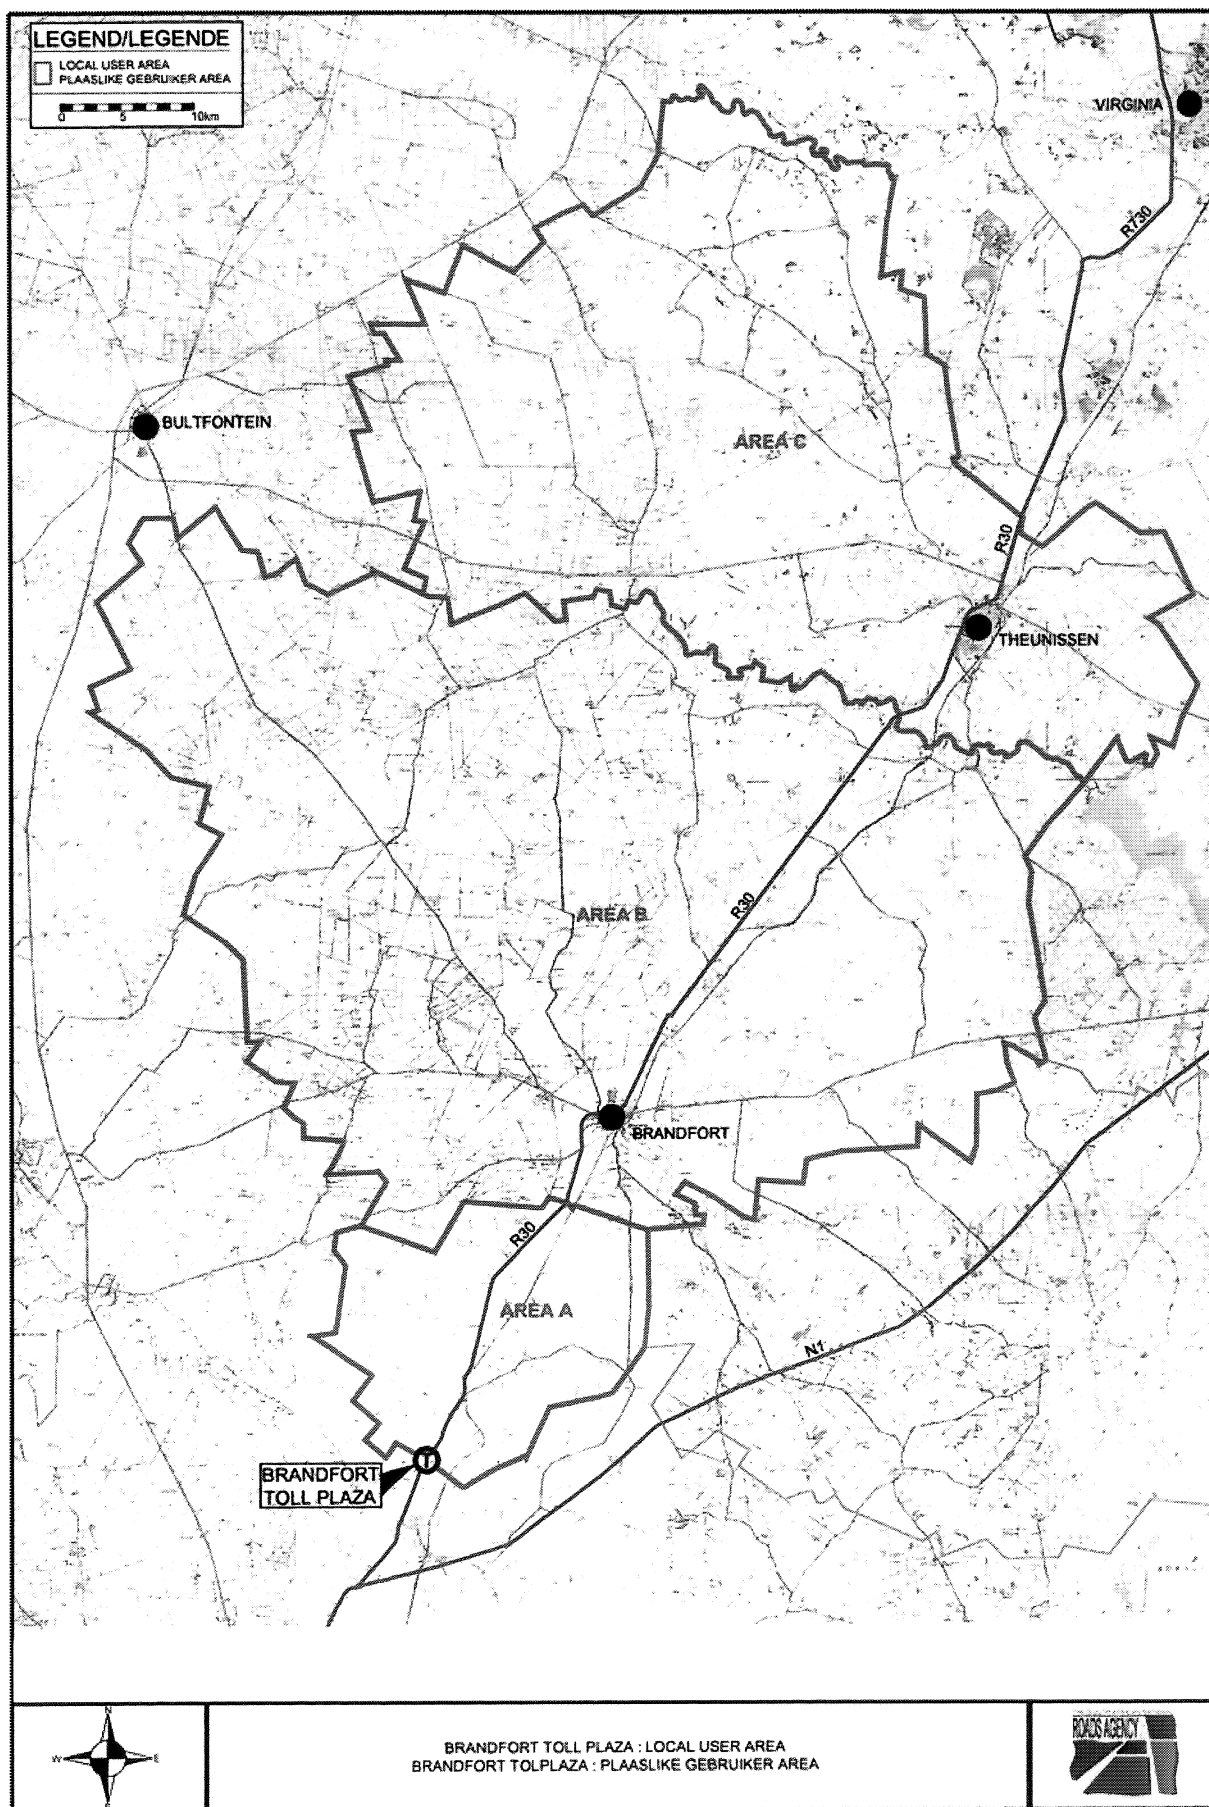 LEGEND/LEGENDE
LOCAL USER AREA
PLAASLIKE GEBRUIKER AREA
0 5 10km
VIRGINIA
R730
BULTFONTEIN
AREA C
R30
THEUNISSEN
AREA B
R30
BRANDFORT
R30
AREA A
N1
T
BRANDFORT
TOLL PLAZA
N
W E
S
BRANDFORT TOLL PLAZA : LOCAL USER AREA
BRANDFORT TOLPLAZA : PLAASLIKE GEBRUIKER AREA
ROADS AGENCY